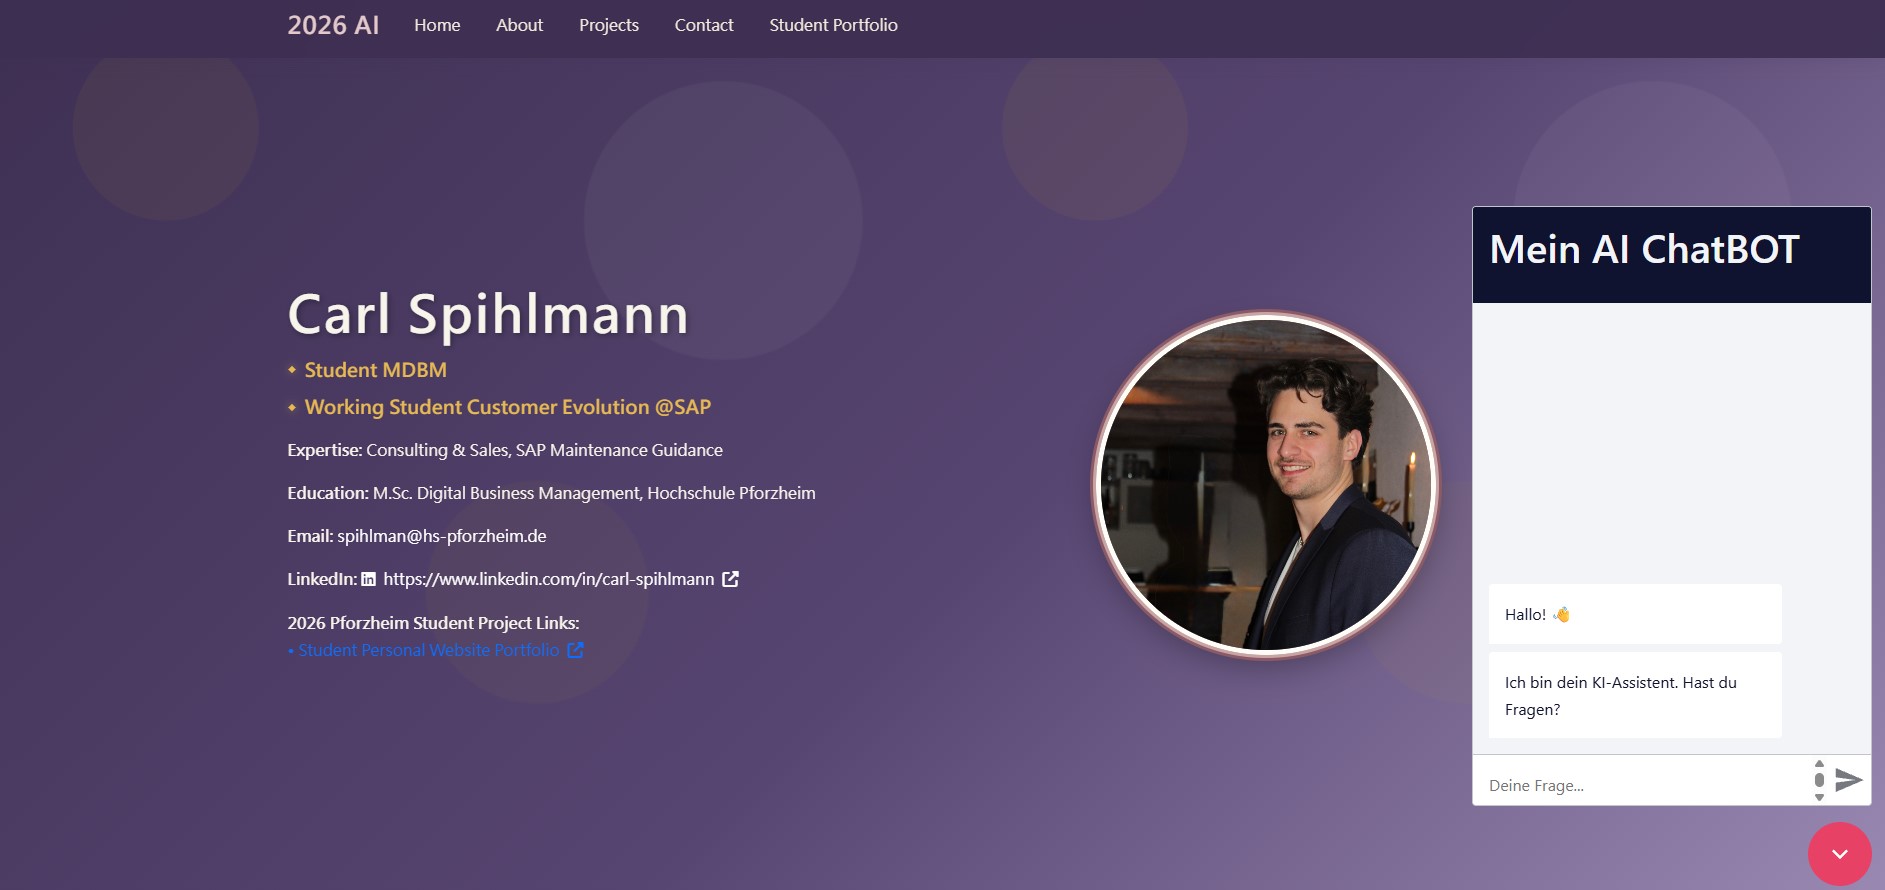 2026 AI Home About Projects Contact Student Portfolio
Carl Spihlmann
Student MDBM
Working Student Customer Evolution @SAP
Expertise: Consulting & Sales, SAP Maintenance Guidance
Education: M.Sc. Digital Business Management, Hochschule Pforzheim
Email: spihlman@hs-pforzheim.de
LinkedIn: in https://www.linkedin.com/in/carl-spihlmann
2026 Pforzheim Student Project Links:
• Student Personal Website Portfolio
Mein AI ChatBOT
Hallo! 👋
Ich bin dein KI-Assistent. Hast du
Fragen?
Deine Frage...